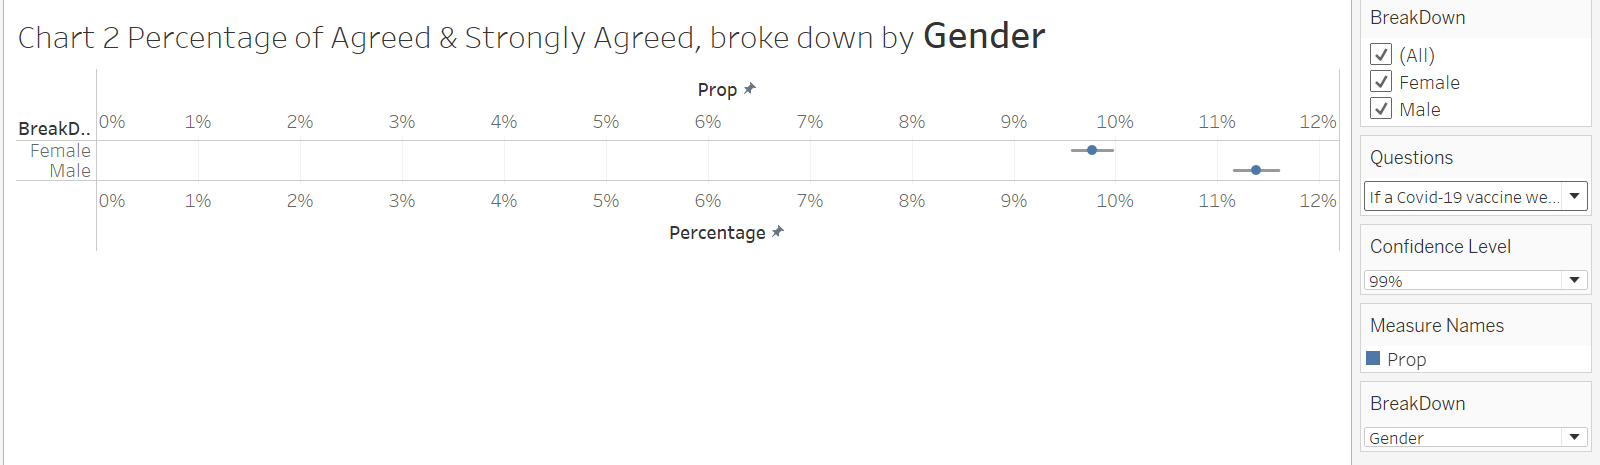 Chart 2 Percentage of Agreed & Strongly Agreed, broke down by Gender
Prop
BreakD.. 0% 1% 2% 3% 4% 5% 6% 7% 8% 9% 10% 11% 12%
Female
Male
0% 1% 2% 3% 4% 5% 6% 7% 8% 9% 10% 11% 12%
Percentage
BreakDown
(All)
Female
Male
Questions
If a Covid-19 vaccine we...
Confidence Level
99%
Measure Names
Prop
BreakDown
Gender